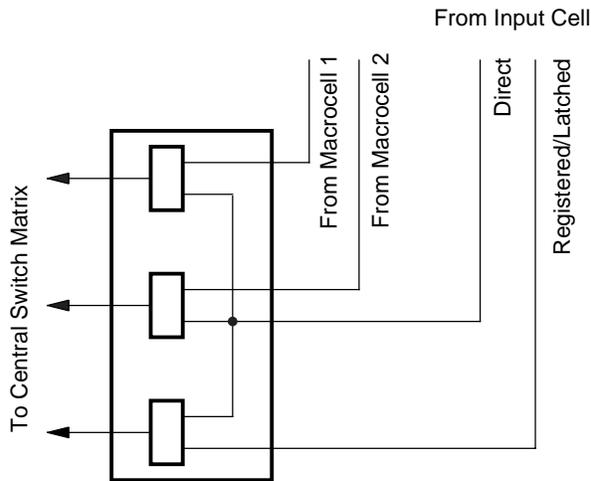 From Input Cell
From Macrocell 1
From Macrocell 2
Direct
Registered/Latched
To Central Switch Matrix